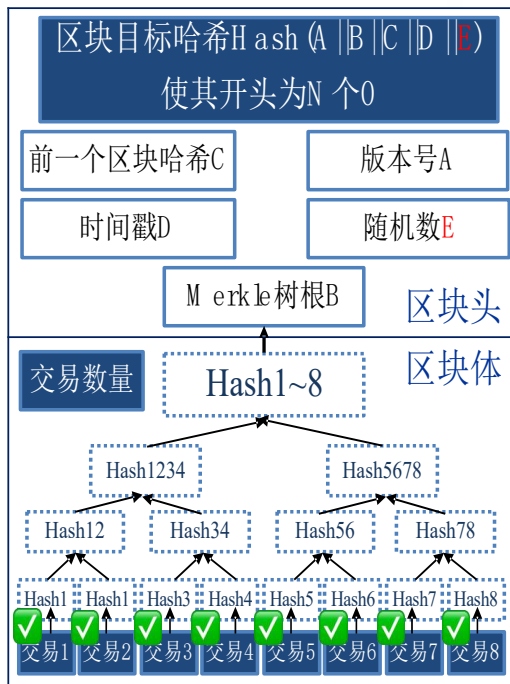 区块目标哈希Hash(A||B||C||D||E)
使其开头为N个0
前一个区块哈希C
版本号A
时间戳D
随机数E
Merkle树根B
区块头
交易数量
Hash1~8
区块体
Hash1234
Hash5678
Hash12
Hash34
Hash56
Hash78
Hash1
Hash1
Hash3
Hash4
Hash5
Hash6
Hash7
Hash8
交易1
交易2
交易3
交易4
交易5
交易6
交易7
交易8